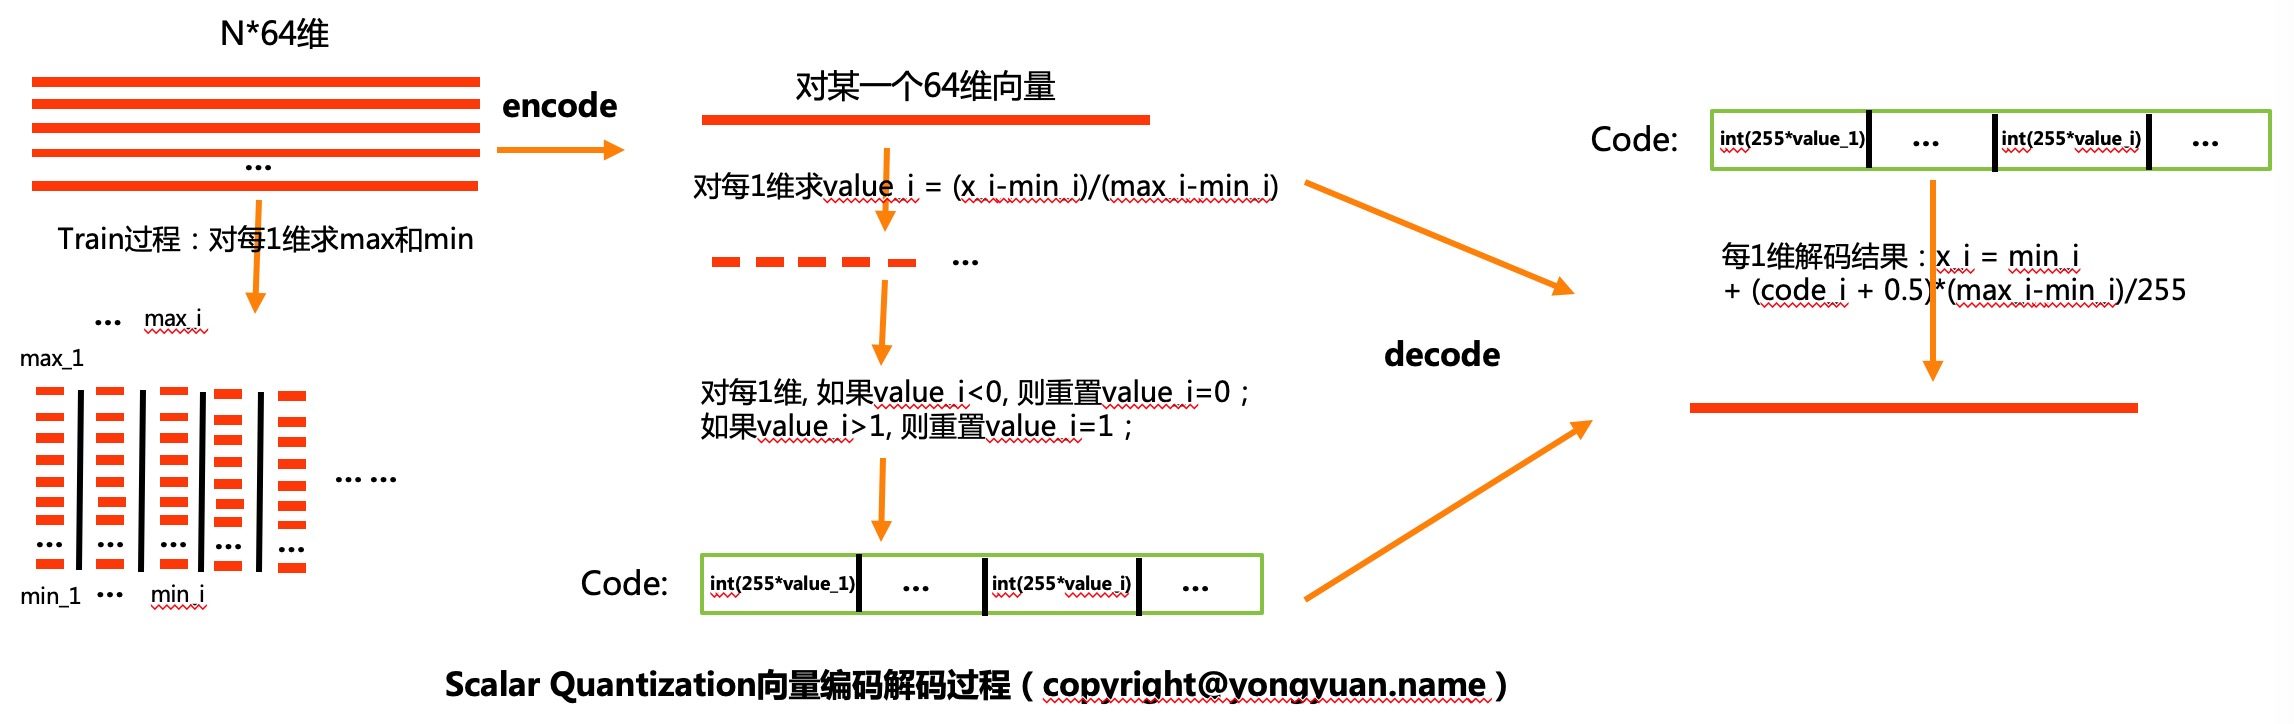 N*64维
...
Train过程：对每1维求max和min
... max_i
max_1
... ... ... ... ...
... ...
min_1 ... min_i
encode
对某一个64维向量
对每1维求value_i = (x_i-min_i)/(max_i-min_i)
...
对每1维, 如果value_i<0, 则重置value_i=0；
如果value_i>1, 则重置value_i=1；
Code: int(255*value_1) ... int(255*value_i) ...
decode
Code: int(255*value_1) ... int(255*value_i) ...
每1维解码结果：x_i = min_i
+ (code_i + 0.5)*(max_i-min_i)/255
Scalar Quantization向量编码解码过程（copyright@yongyuan.name）